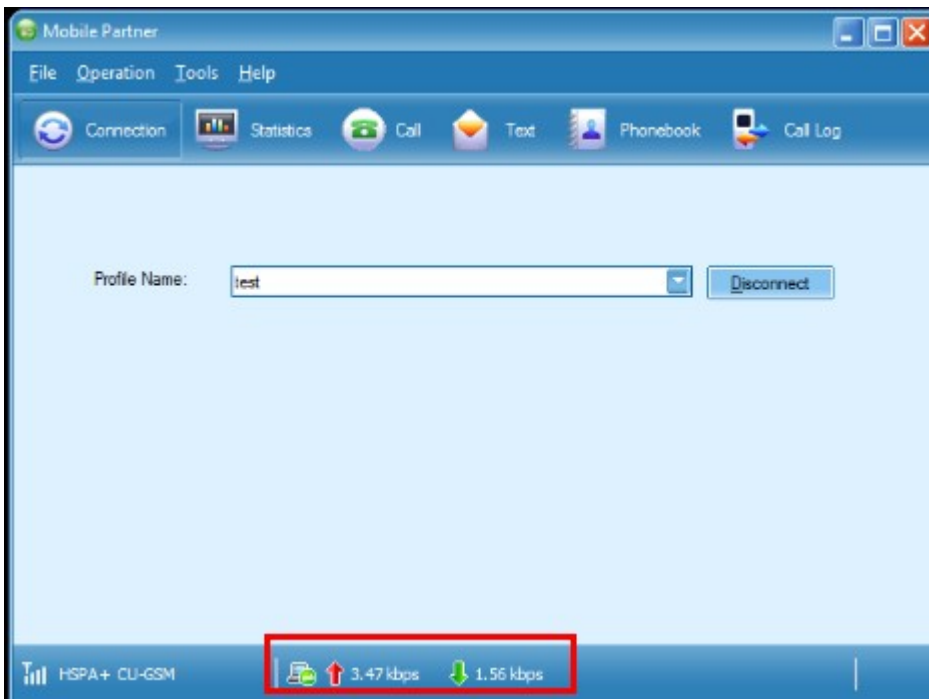 Mobile Partner
File Operation Tools Help
Connection Statistics Call Text Phonebook Call Log
Profile Name: test Disconnect
HSPA+ CU-GSM 3.47 kbps 1.56 kbps